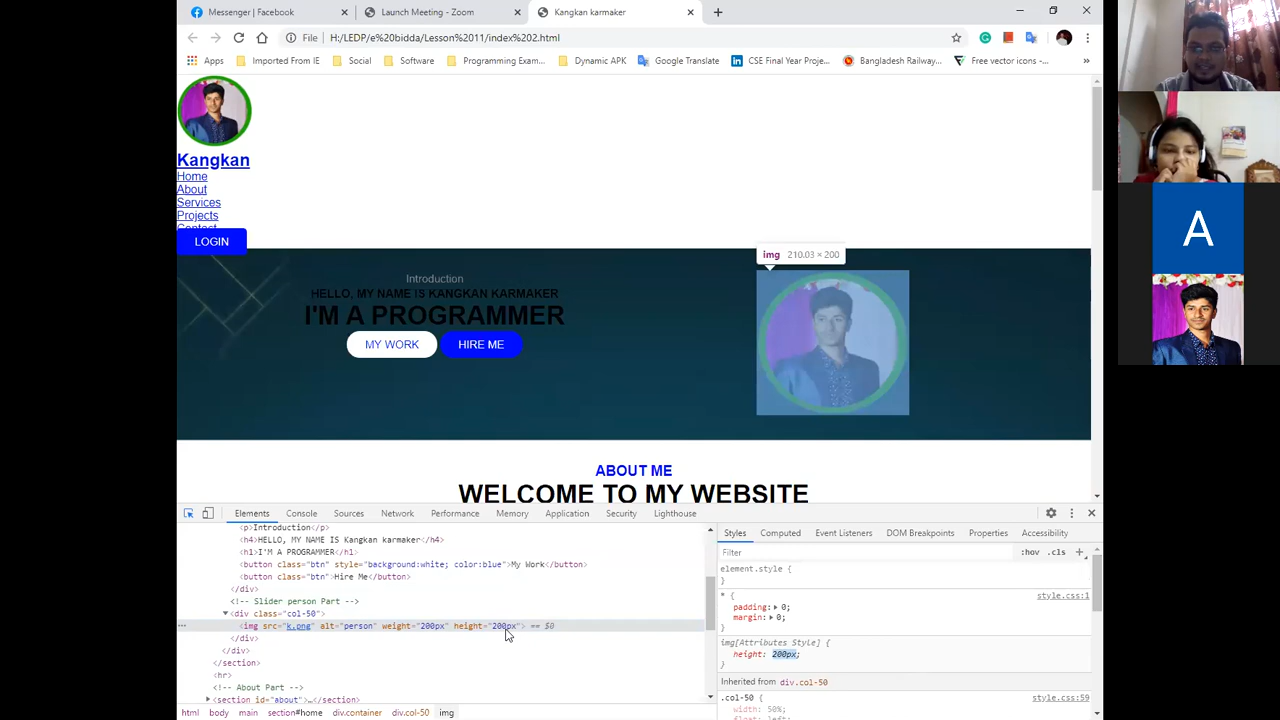 Messenger | Facebook
Launch Meeting - Zoom
Kangkan karmaker
File
H:/LEDP/e%20bidda/Lesson%2011/index%202.html
Apps
Imported From IE
Social
Software
Programming Exam...
Dynamic APK
Google Translate
CSE Final Year Proje...
Bangladesh Railway...
Free vector icons -...
»
Kangkan
Home
About
Services
Projects
Contact
LOGIN
img 210.03 × 200
Introduction
HELLO, MY NAME IS KANGKAN KARMAKER
I'M A PROGRAMMER
MY WORK
HIRE ME
ABOUT ME
WELCOME TO MY WEBSITE
A
Elements Console Sources Network Performance Memory Application Security Lighthouse
<p>Introduction</p>
<h4>HELLO, MY NAME IS Kangkan karmaker</h4>
<h1>I'M A PROGRAMMER</h1>
<button class="btn" style="background:white; color:blue">My Work</button>
<button class="btn">Hire Me</button>
</div>
<!-- Slider person Part -->
<div class="col-50">
<img src="k.png" alt="person" weight="200px" height="200px"> == $0
</div>
</div>
</section>
<hr>
<!-- About Part -->
<section id="about">…</section>
html body main section#home div.container div.col-50 img
Styles Computed Event Listeners DOM Breakpoints Properties Accessibility
Filter
:hov .cls +
element.style {
}
* { style.css:1
padding: 0;
margin: 0;
}
img[Attributes Style] {
height: 200px;
}
Inherited from div.col-50
.col-50 { style.css:59
width: 50%;
float: left;